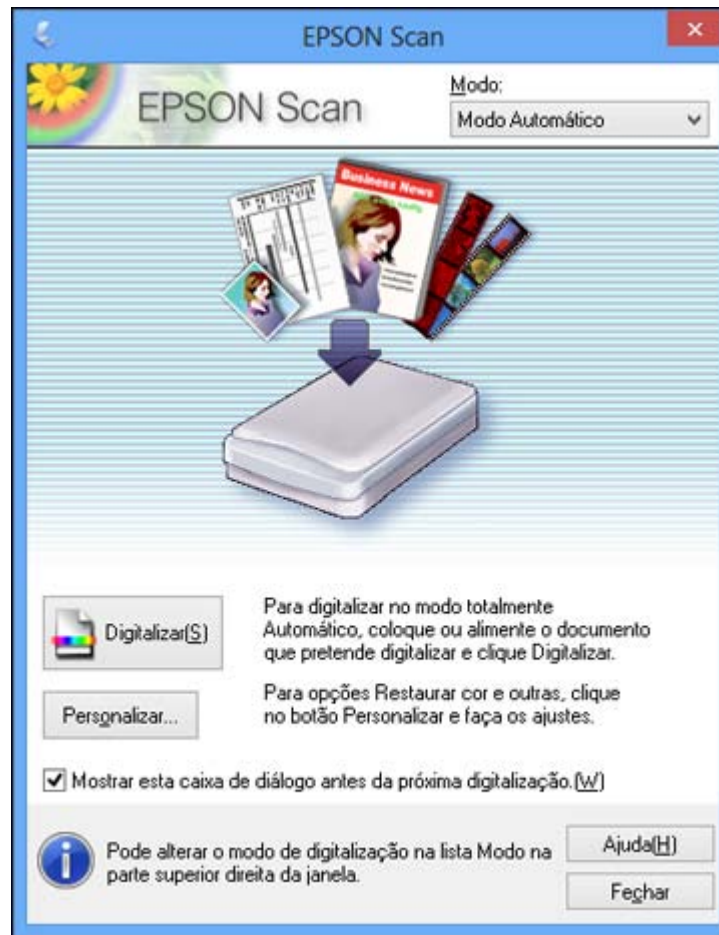 EPSON Scan
EPSON Scan
Modo:
Modo Automático
Business News
Digitalizar(S)
Para digitalizar no modo totalmente
Automático, coloque ou alimente o documento
que pretende digitalizar e clique Digitalizar.
Personalizar...
Para opções Restaurar cor e outras, clique
no botão Personalizar e faça os ajustes.
Mostrar esta caixa de diálogo antes da próxima digitalização.(W)
Pode alterar o modo de digitalização na lista Modo na
parte superior direita da janela.
Ajuda(H)
Fechar